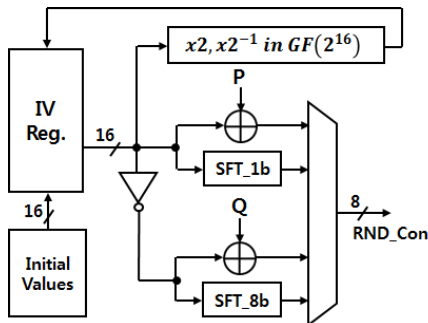 x2, x2⁻¹ in GF(2¹⁶)
P
IV
Reg.
16
SFT_1b
16
8
RND_Con
Q
Initial
Values
SFT_8b